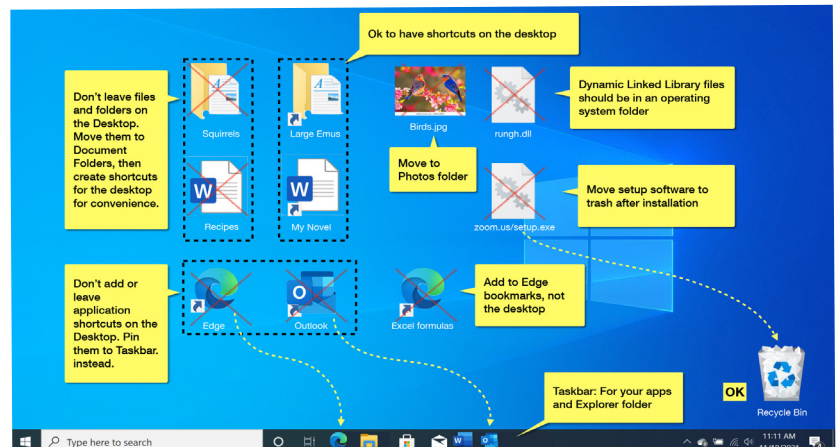 Ok to have shortcuts on the desktop
Don't leave files
and folders on
the Desktop.
Move them to
Document
Folders, then
create shortcuts
for the desktop
for convenience.
Squirrels
Large Emus
Birds.jpg
rungh.dll
Dynamic Linked Library files
should be in an operating
system folder
Move to
Photos folder
W
Recipes
W
My Novel
zoom.us/setup.exe
Move setup software to
trash after installation
Don't add or
leave
application
shortcuts on the
Desktop. Pin
them to Taskbar.
instead.
Edge
O
Outlook
Excel formulas
Add to Edge
bookmarks, not
the desktop
Taskbar: For your apps
and Explorer folder
OK
Recycle Bin
Type here to search
11:11 AM